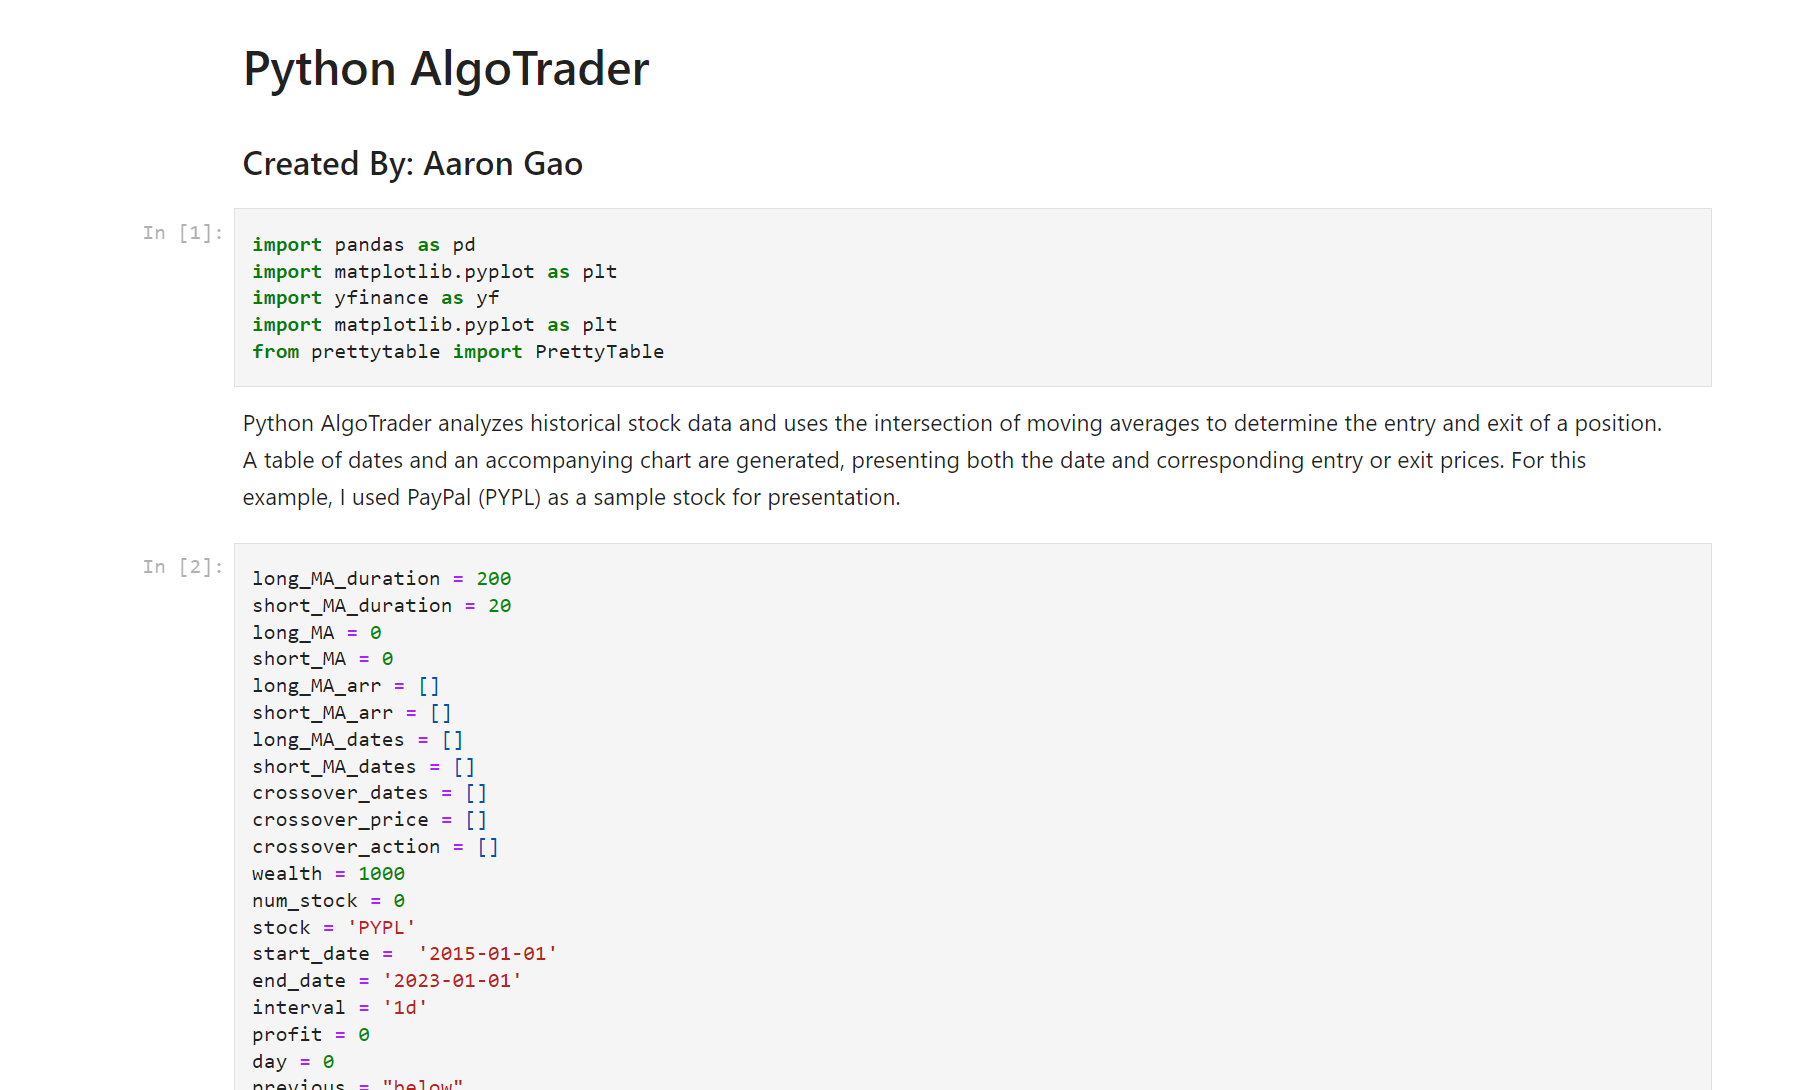 Python AlgoTrader
Created By: Aaron Gao
In [1]:
import pandas as pd
import matplotlib.pyplot as plt
import yfinance as yf
import matplotlib.pyplot as plt
from prettytable import PrettyTable
Python AlgoTrader analyzes historical stock data and uses the intersection of moving averages to determine the entry and exit of a position.
A table of dates and an accompanying chart are generated, presenting both the date and corresponding entry or exit prices. For this
example, I used PayPal (PYPL) as a sample stock for presentation.
In [2]:
long_MA_duration = 200
short_MA_duration = 20
long_MA = 0
short_MA = 0
long_MA_arr = []
short_MA_arr = []
long_MA_dates = []
short_MA_dates = []
crossover_dates = []
crossover_price = []
crossover_action = []
wealth = 1000
num_stock = 0
stock = 'PYPL'
start_date =  '2015-01-01'
end_date = '2023-01-01'
interval = '1d'
profit = 0
day = 0
previous = "below"